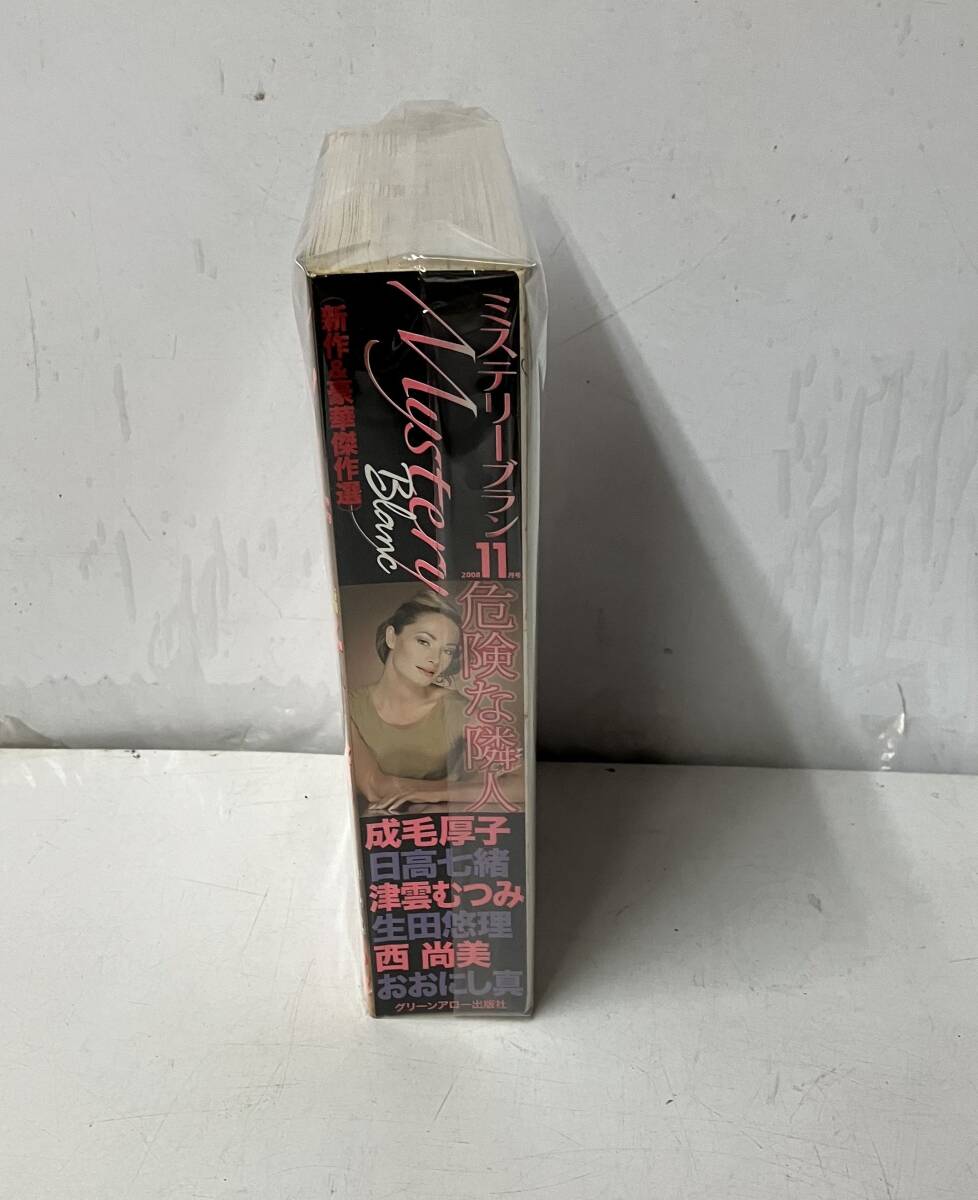 ミステリーブラン
Mystery
Blanc
(新作&豪華傑作選)
2008 11月号
危険な隣人
成毛厚子
日高七緒
津雲むつみ
生田悠理
西 尚美
おおにし真
グリーンアロー出版社